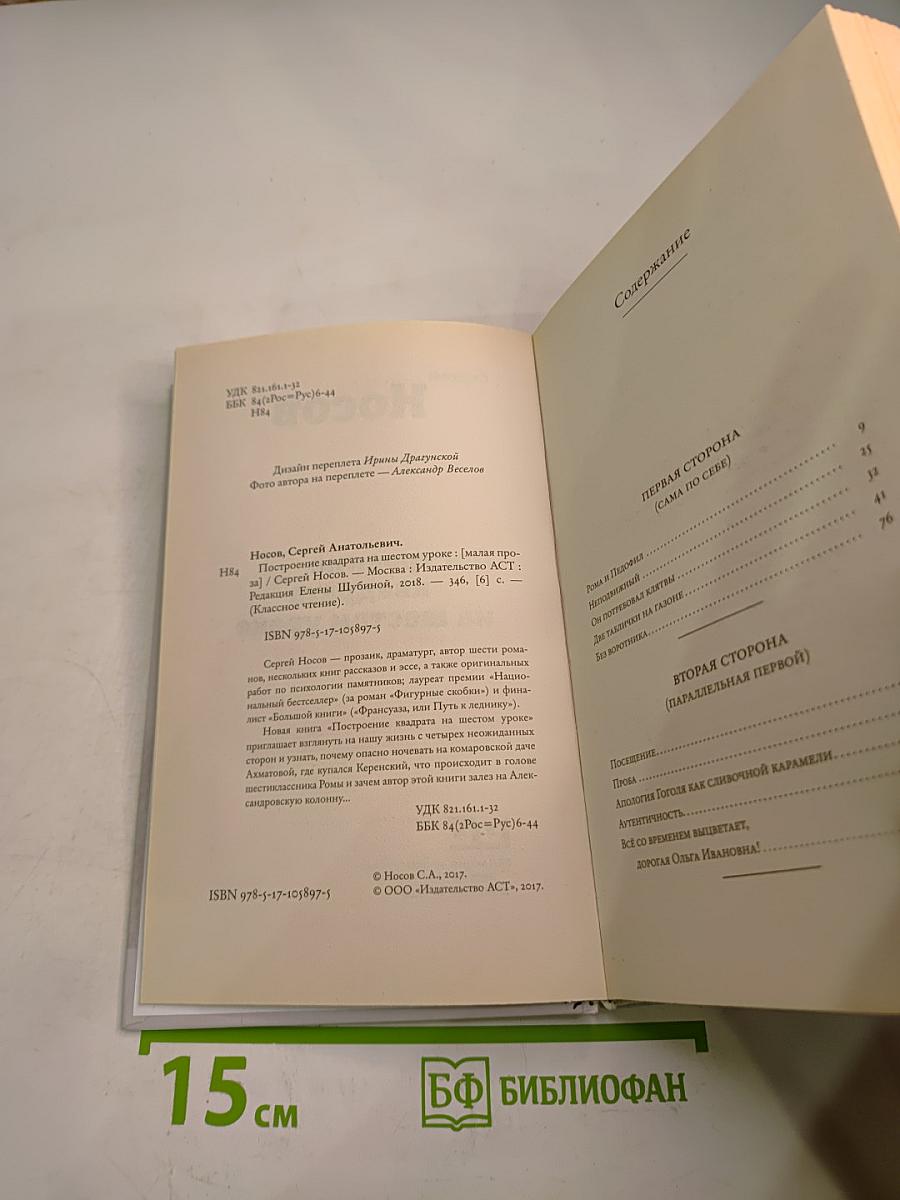 УДК 821.161.1-32
ББК 84(2Рос=Рус)6-44
Н84
Дизайн переплета Ирины Драгунской
Фото автора на переплете — Александр Веселов
Носов, Сергей Анатольевич.
Н84 Построение квадрата на шестом уроке : [малая про-
за] / Сергей Носов. — Москва : Издательство АСТ :
Редакция Елены Шубиной, 2018. — 346, [6] с. —
(Классное чтение).
ISBN 978-5-17-105897-5
Сергей Носов — прозаик, драматург, автор шести рома-
нов, нескольких книг рассказов и эссе, а также оригинальных
работ по психологии памятников; лауреат премии «Нацио-
нальный бестселлер» (за роман «Фигурные скобки») и фина-
лист «Большой книги» («Франсуаза, или Путь к леднику»).
Новая книга «Построение квадрата на шестом уроке»
приглашает взглянуть на нашу жизнь с четырех неожиданных
сторон и узнать, почему опасно ночевать на комаровской даче
Ахматовой, где купался Керенский, что происходит в голове
шестиклассника Ромы и зачем автор этой книги залез на Алек-
сандровскую колонну...
УДК 821.161.1-32
ББК 84(2Рос=Рус)6-44
© Носов С.А., 2017.
ISBN 978-5-17-105897-5 © ООО «Издательство АСТ», 2017.
Содержание
ПЕРВАЯ СТОРОНА
(САМА ПО СЕБЕ)
Рома и Педофил 9
Неподвижный 25
Он потребовал клятвы 32
Две таблички на газоне 41
Без воротника 76
ВТОРАЯ СТОРОНА
(ПАРАЛЛЕЛЬНАЯ ПЕРВОЙ)
Посещение
Проба
Апология Гоголя как сливочной карамели
Аутентичность
Всё со временем выцветает,
дорогая Ольга Ивановна!
15 см
БФ БИБЛИОФАН